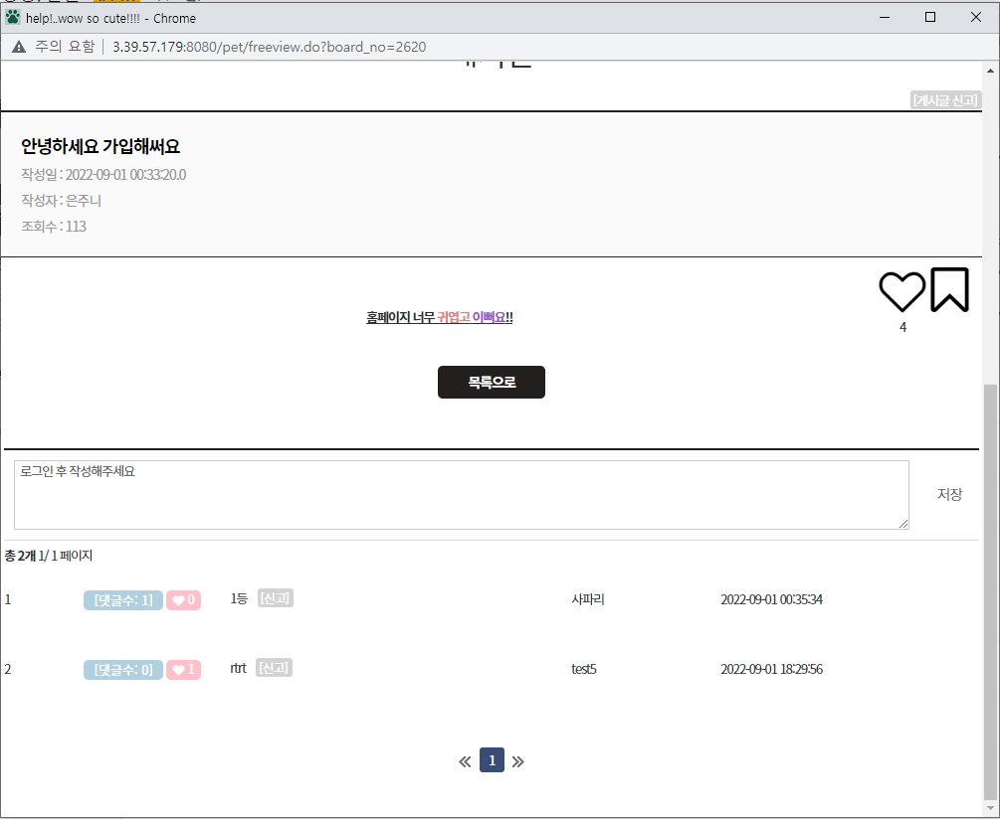 help!..wow so cute!!!! - Chrome
주의 요함 3.39.57.179:8080/pet/freeview.do?board_no=2620
[게시글 신고]
안녕하세요 가입해써요
작성일 : 2022-09-01 00:33:20.0
작성자 : 은주니
조회수 : 113
홈페이지 너무 귀엽고 이뻐요!!
4
목록으로
로그인 후 작성해주세요
저장
총 2개 1/ 1 페이지
1 [댓글수: 1] 0 1등 [신고] 사파리 2022-09-01 00:35:34
2 [댓글수: 0] 1 rtrt [신고] test5 2022-09-01 18:29:56
« 1 »